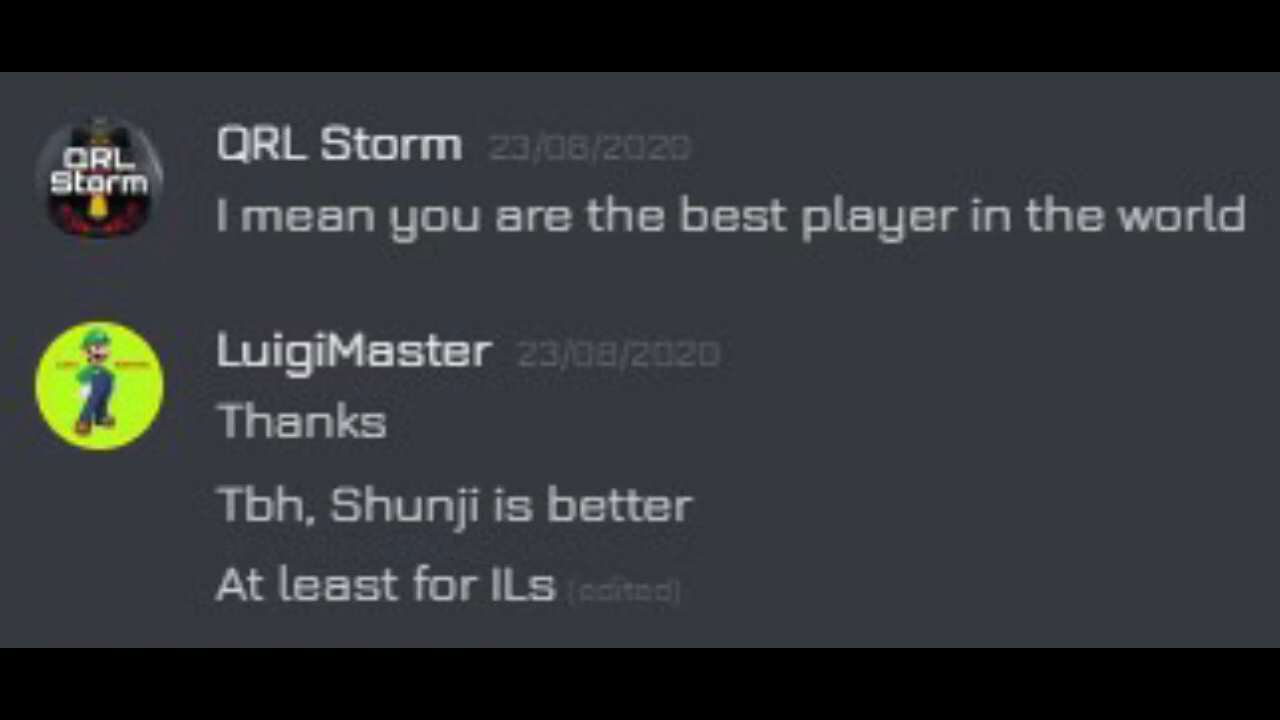 QRL Storm 23/08/2020
QRL
Storm
I mean you are the best player in the world
LuigiMaster 23/08/2020
Thanks
Tbh, Shunji is better
At least for ILs (edited)